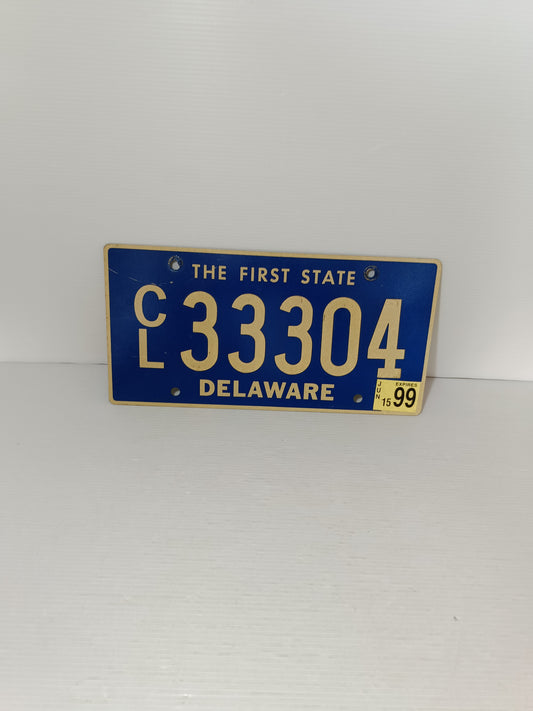 THE FIRST STATE
CL 33304
DELAWARE
JUN 15 EXPIRES 99